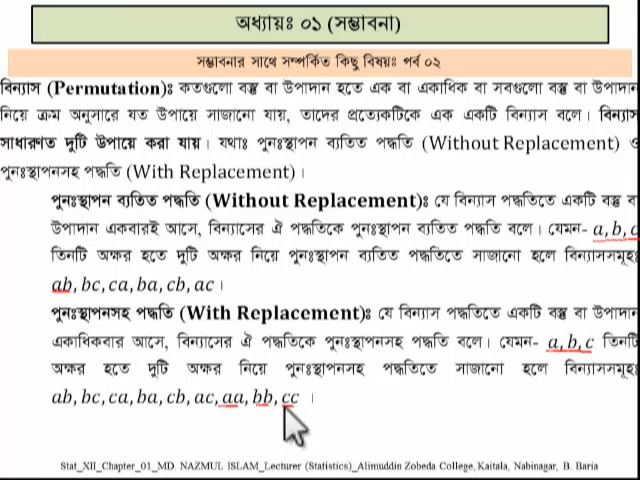 অধ্যায়ঃ ০১ (সম্ভাবনা)
সম্ভাবনার সাথে সম্পর্কিত কিছু বিষয়ঃ পর্ব ০২
বিন্যাস (Permutation)ঃ কতগুলো বস্তু বা উপাদান হতে এক বা একাধিক বা সবগুলো বস্তু বা উপাদান
নিয়ে ক্রম অনুসারে যত উপায়ে সাজানো যায়, তাদের প্রত্যেকটিকে এক একটি বিন্যাস বলে। বিন্যাস
সাধারণত দুটি উপায়ে করা যায়। যথাঃ পুনঃস্থাপন ব্যতিত পদ্ধতি (Without Replacement) ও
পুনঃস্থাপনসহ পদ্ধতি (With Replacement)।
পুনঃস্থাপন ব্যতিত পদ্ধতি (Without Replacement)ঃ যে বিন্যাস পদ্ধতিতে একটি বস্তু বা
উপাদান একবারই আসে, বিন্যাসের ঐ পদ্ধতিকে পুনঃস্থাপন ব্যতিত পদ্ধতি বলে। যেমন- a, b, c
তিনটি অক্ষর হতে দুটি অক্ষর নিয়ে পুনঃস্থাপন ব্যতিত পদ্ধতিতে সাজানো হলে বিন্যাসসমূহঃ
ab, bc, ca, ba, cb, ac।
পুনঃস্থাপনসহ পদ্ধতি (With Replacement)ঃ যে বিন্যাস পদ্ধতিতে একটি বস্তু বা উপাদান
একাধিকবার আসে, বিন্যাসের ঐ পদ্ধতিকে পুনঃস্থাপনসহ পদ্ধতি বলে। যেমন- a, b, c তিনটি
অক্ষর হতে দুটি অক্ষর নিয়ে পুনঃস্থাপনসহ পদ্ধতিতে সাজানো হলে বিন্যাসসমূহঃ
ab, bc, ca, ba, cb, ac, aa, bb, cc ।
Stat_XII_Chapter_01_MD. NAZMUL ISLAM_Lecturer (Statistics)_Alimuddin Zobeda College, Kaitala, Nabinagar, B. Baria